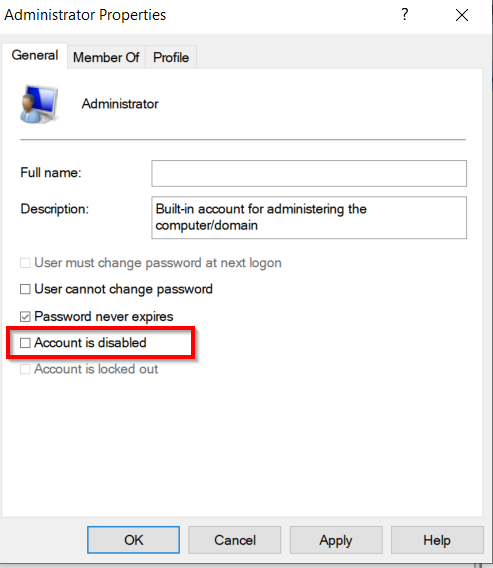 Administrator Properties ?
General Member Of Profile
Administrator
Full name:
Description: Built-in account for administering the
computer/domain
User must change password at next logon
User cannot change password
Password never expires
Account is disabled
Account is locked out
OK Cancel Apply Help